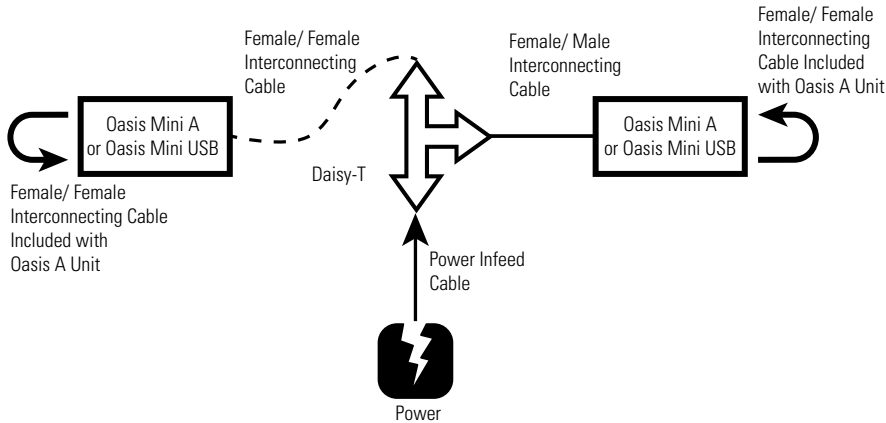 Female/ Female
Interconnecting
Cable
Female/ Male
Interconnecting
Cable
Female/ Female
Interconnecting
Cable Included
with Oasis A Unit
Oasis Mini A
or Oasis Mini USB
Oasis Mini A
or Oasis Mini USB
Daisy-T
Female/ Female
Interconnecting Cable
Included with
Oasis A Unit
Power Infeed
Cable
Power